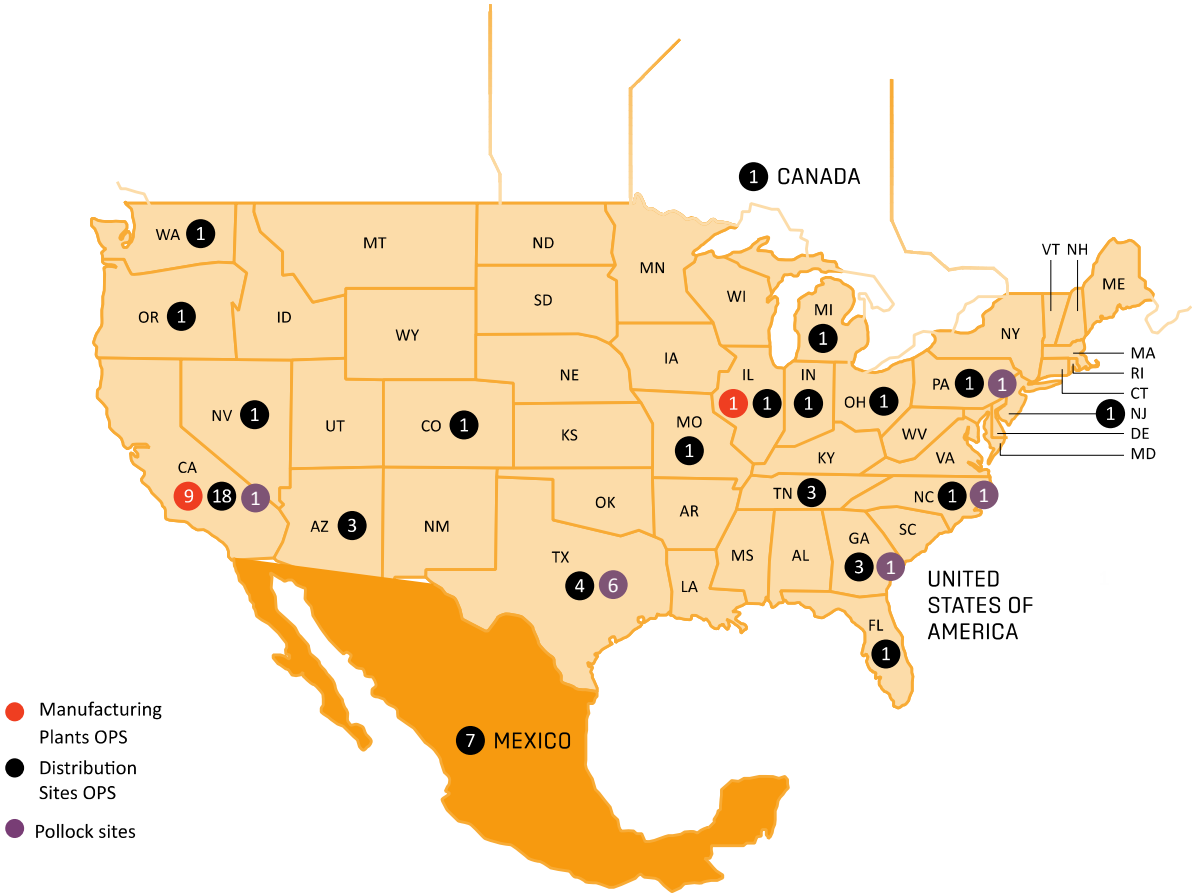 1 CANADA
WA 1
MT
ND
MN
VT NH
ME
OR 1
ID
SD
WI
MI
1
NY
WY
IA
MA
RI
CT
NE
IL
1 1
IN
1
OH 1
PA 1 1
1 NJ
DE
MD
NV 1
UT
CO 1
KS
MO
1
WV
KY
VA
CA
9 18 1
AZ 3
NM
OK
AR
TN 3
NC 1 1
SC
TX
4 6
LA
MS
AL
GA
3 1
FL
1
UNITED
STATES OF
AMERICA
7 MEXICO
Manufacturing
Plants OPS
Distribution
Sites OPS
Pollock sites